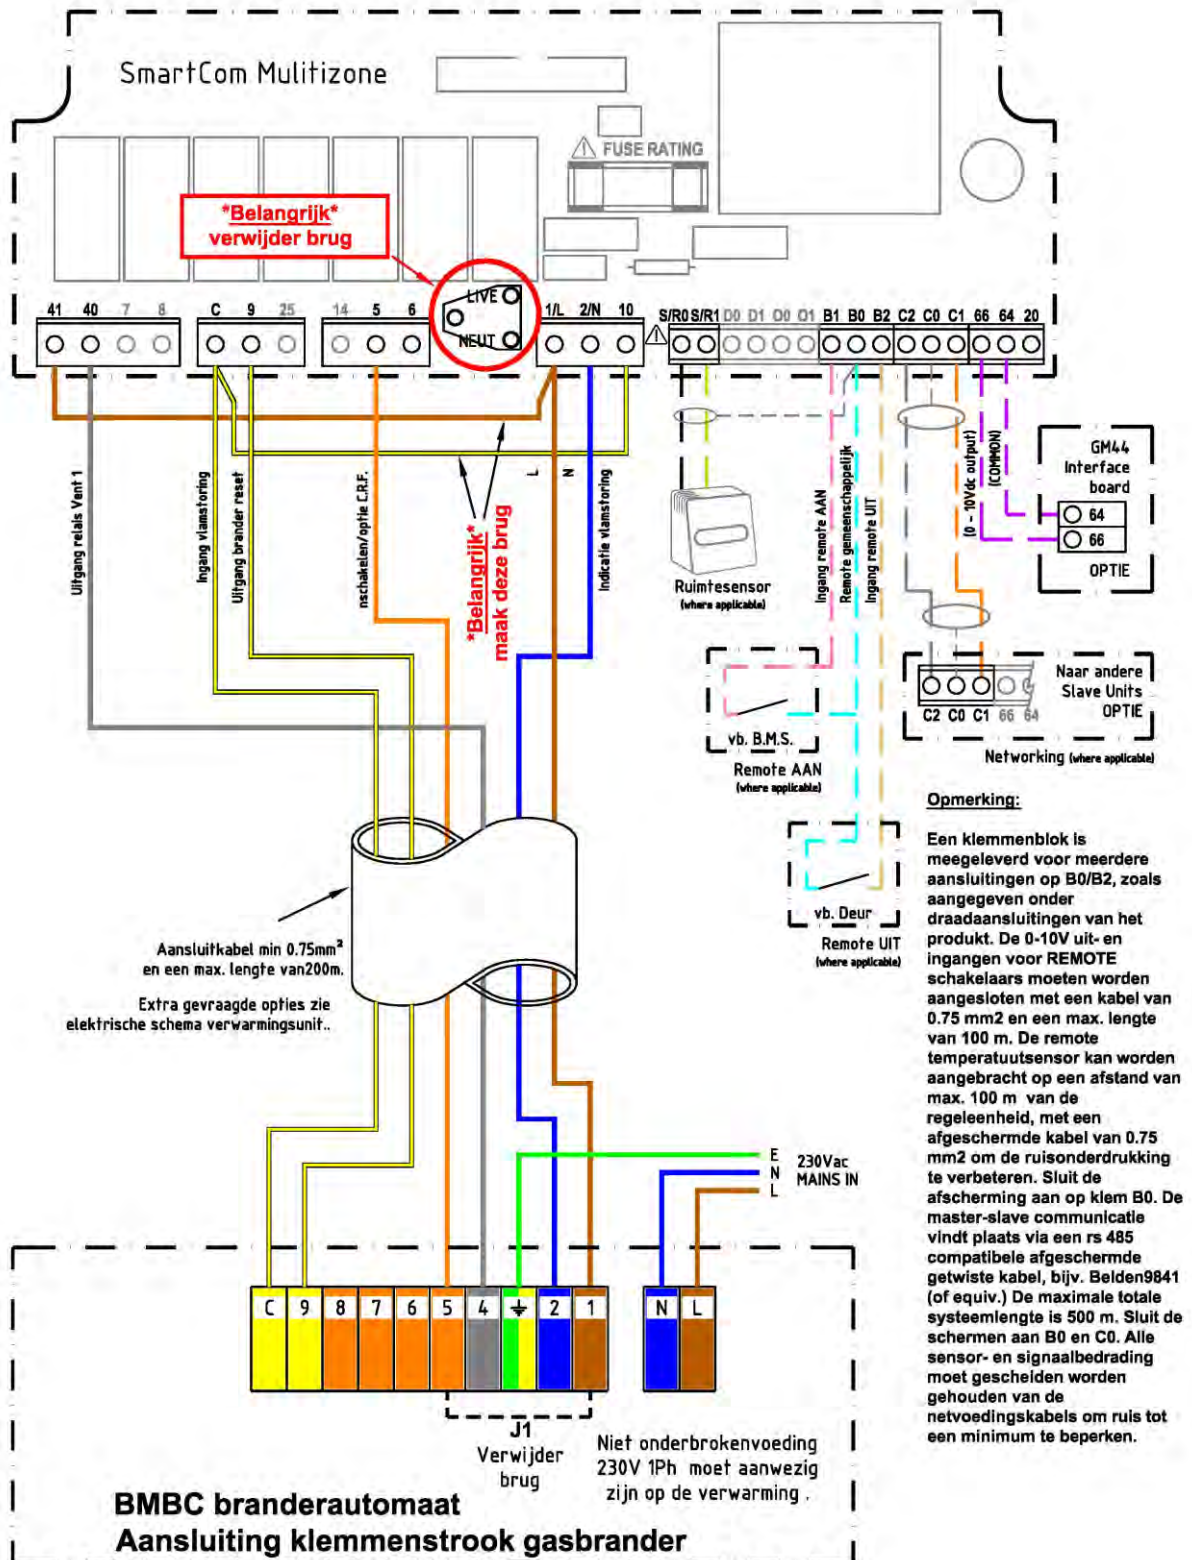 SmartCom Mulitizone
FUSE RATING
*Belangrijk*
verwijder brug
LIVE
NEUT
41 40 7 8 C 9 25 14 5 6 1/L 2/N 10 S/R0 S/R1 D0 D1 O0 O1 B1 B0 B2 C2 C0 C1 66 64 20
Uitgang relais Vent 1
Ingang vlamstoring
Uitgang brander reset
nschakelen/optie C.R.F.
*Belangrijk*
maak deze brug
L
N
Indicatie vlamstoring
Ruimtesensor
(where applicable)
Ingang remote AAN
Remote gemeenschappelijk
Ingang remote UIT
(0 – 10Vdc output)
(COMMON)
GM44
Interface
board
64
66
OPTIE
Naar andere
Slave Units
OPTIE
C2 C0 C1 66 64
Networking (where applicable)
vb. B.M.S.
Remote AAN
(where applicable)
vb. Deur
Remote UIT
(where applicable)
Aansluitkabel min 0.75mm²
en een max. lengte van200m.
Extra gevraagde opties zie
elektrische schema verwarmingsunit..
Opmerking:
Een klemmenblok is
meegeleverd voor meerdere
aansluitingen op B0/B2, zoals
aangegeven onder
draadaansluitingen van het
produkt. De 0-10V uit- en
ingangen voor REMOTE
schakelaars moeten worden
aangesloten met een kabel van
0.75 mm2 en een max. lengte
van 100 m. De remote
temperatuutsensor kan worden
aangebracht op een afstand van
max. 100 m van de
regeleenheid, met een
afgeschermde kabel van 0.75
mm2 om de ruisonderdrukking
te verbeteren. Sluit de
afscherming aan op klem B0. De
master-slave communicatie
vindt plaats via een rs 485
compatibele afgeschermde
getwiste kabel, bijv. Belden9841
(of equiv.) De maximale totale
systeemlengte is 500 m. Sluit de
schermen aan B0 en C0. Alle
sensor- en signaalbedrading
moet gescheiden worden
gehouden van de
netvoedingskabels om ruis tot
een minimum te beperken.
E
N
L
230Vac
MAINS IN
C 9 8 7 6 5 4 2 1 N L
J1
Verwijder
brug
Niet onderbrokenvoeding
230V 1Ph moet aanwezig
zijn op de verwarming .
BMBC branderautomaat
Aansluiting klemmenstrook gasbrander